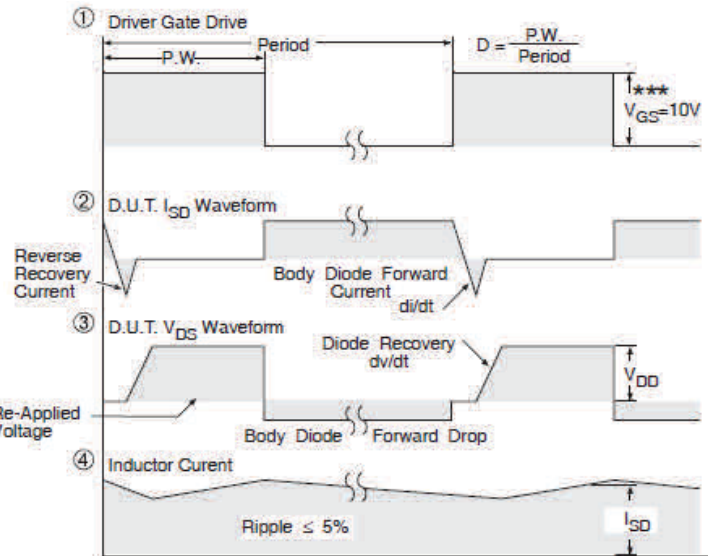 ① Driver Gate Drive
Period
P.W.
D = P.W.
Period
***
VGS=10V
② D.U.T. ISD Waveform
Reverse
Recovery
Current
Body Diode Forward
Current
di/dt
③ D.U.T. VDS Waveform
Diode Recovery
dv/dt
VDD
Re-Applied
Voltage
Body Diode Forward Drop
④ Inductor Curent
Ripple ≤ 5%
ISD